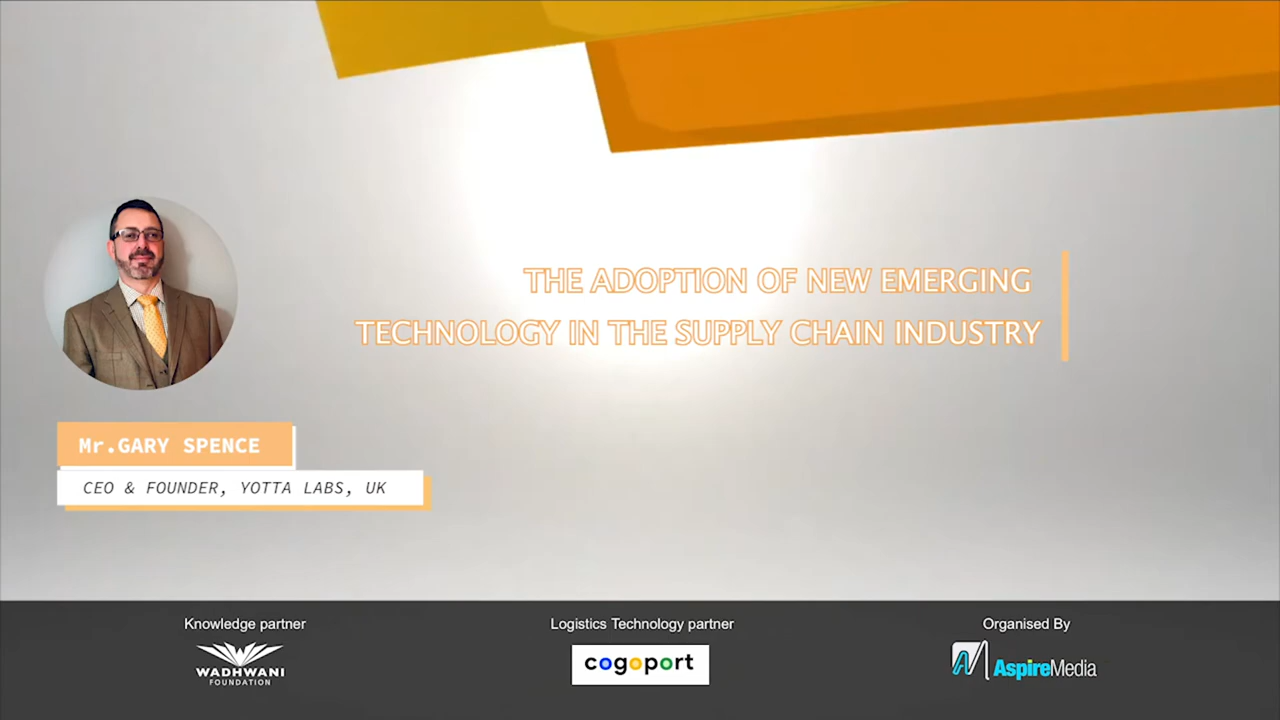 THE ADOPTION OF NEW EMERGING
TECHNOLOGY IN THE SUPPLY CHAIN INDUSTRY
Mr.GARY SPENCE
CEO & FOUNDER, YOTTA LABS, UK
Knowledge partner
WADHWANI
FOUNDATION
Logistics Technology partner
cogoport
Organised By
AspireMedia